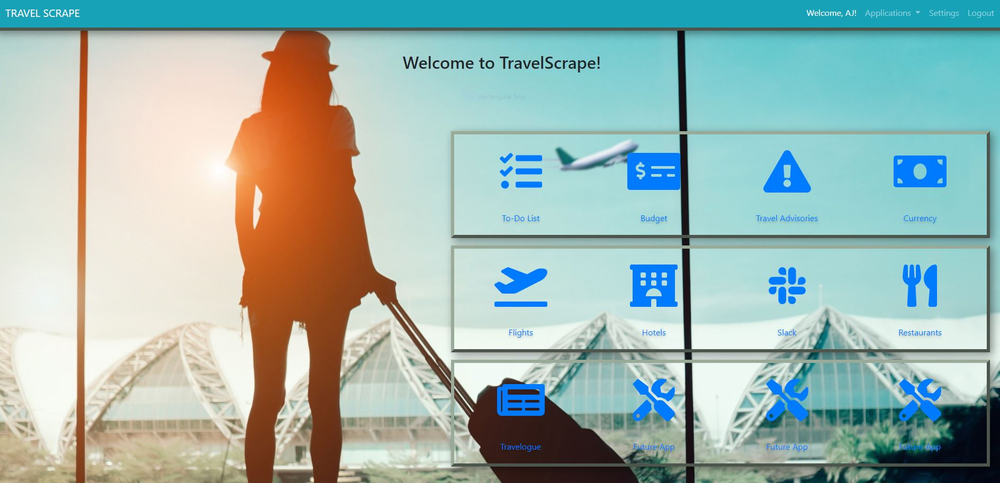 TRAVEL SCRAPE
Welcome, AJ! Applications Settings Logout
Welcome to TravelScrape!
Rectangular Snip
$
To-Do List Budget Travel Advisories Currency
Flights Hotels Slack Restaurants
Travelogue Future App Future App Future App